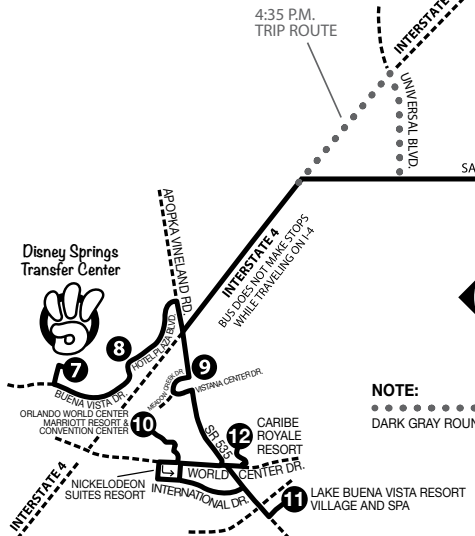 4:35 P.M.
TRIP ROUTE
INTERSTATE
UNIVERSAL BLVD.
SA
APOPKA VINELAND RD.
INTERSTATE 4
BUS DOES NOT MAKE STOPS
WHILE TRAVELING ON I-4
Disney Springs
Transfer Center
7
8
HOTEL PLAZA BLVD.
BUENA VISTA DR.
9
MEADOW CREEK DR.
VISTANA CENTER DR.
NOTE:
DARK GRAY ROUN
ORLANDO WORLD CENTER
MARRIOTT RESORT &
CONVENTION CENTER
10
SR 535
12
CARIBE
ROYALE
RESORT
WORLD CENTER DR.
NICKELODEON
SUITES RESORT
INTERNATIONAL DR.
INTERSTATE 4
11
LAKE BUENA VISTA RESORT
VILLAGE AND SPA